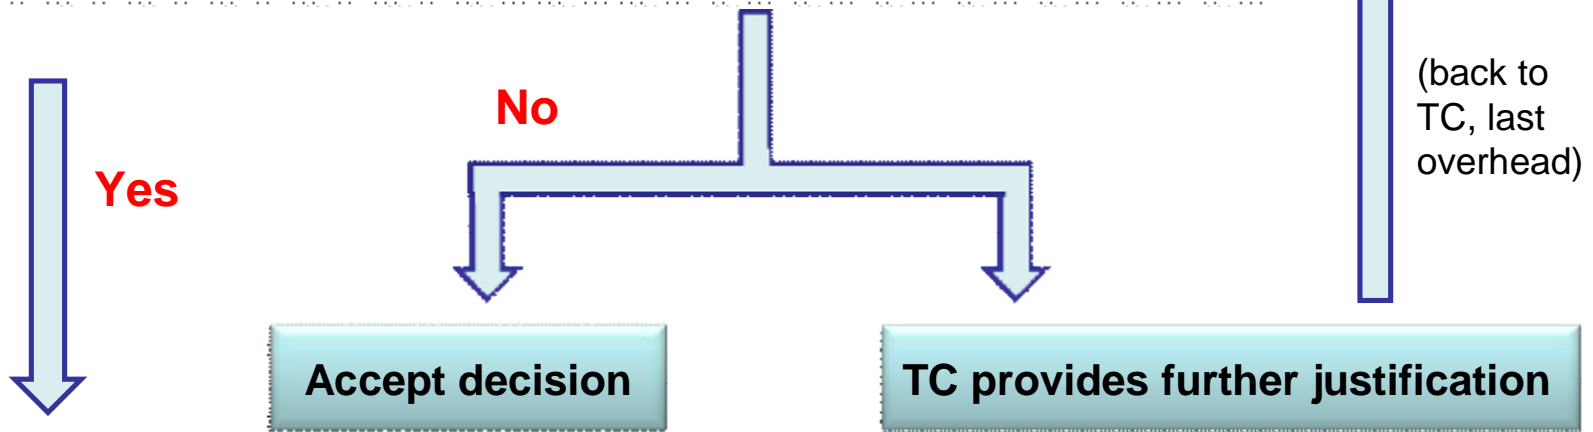 No
Yes
(back to
TC, last
overhead)
Accept decision
TC provides further justification